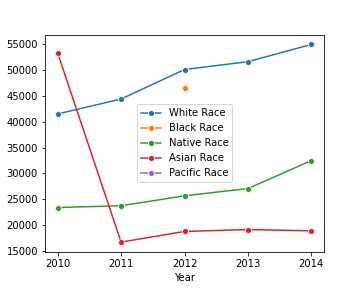 55000
50000
45000
40000
35000
30000
25000
20000
15000
White Race
Black Race
Native Race
Asian Race
Pacific Race
2010 2011 2012 2013 2014
Year